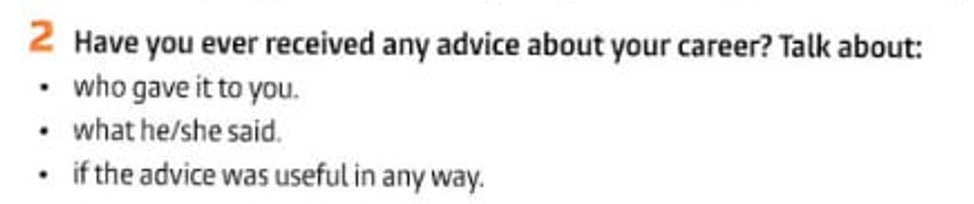 2 Have you ever received any advice about your career? Talk about:
• who gave it to you.
• what he/she said.
• if the advice was useful in any way.